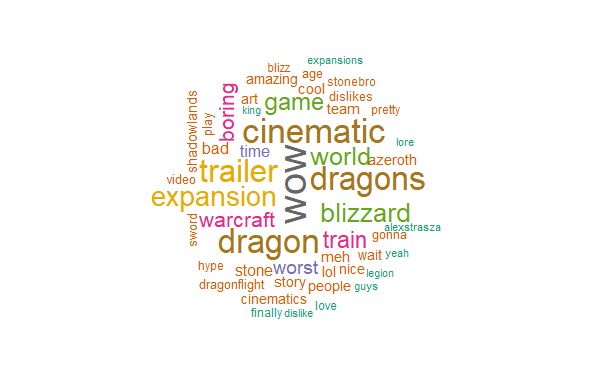 expansions
blizz
age
amazing
stonebro
cool
art
dislikes
game
king
team
pretty
boring
shadowlands
play
cinematic
lore
bad
time
wow
world
azeroth
trailer
dragons
video
expansion
blizzard
warcraft
alexstrasza
sword
dragon
train
gonna
meh
wait
yeah
hype
stone
worst
lol
nice
legion
dragonflight
story
people
guys
cinematics
love
finally
dislike